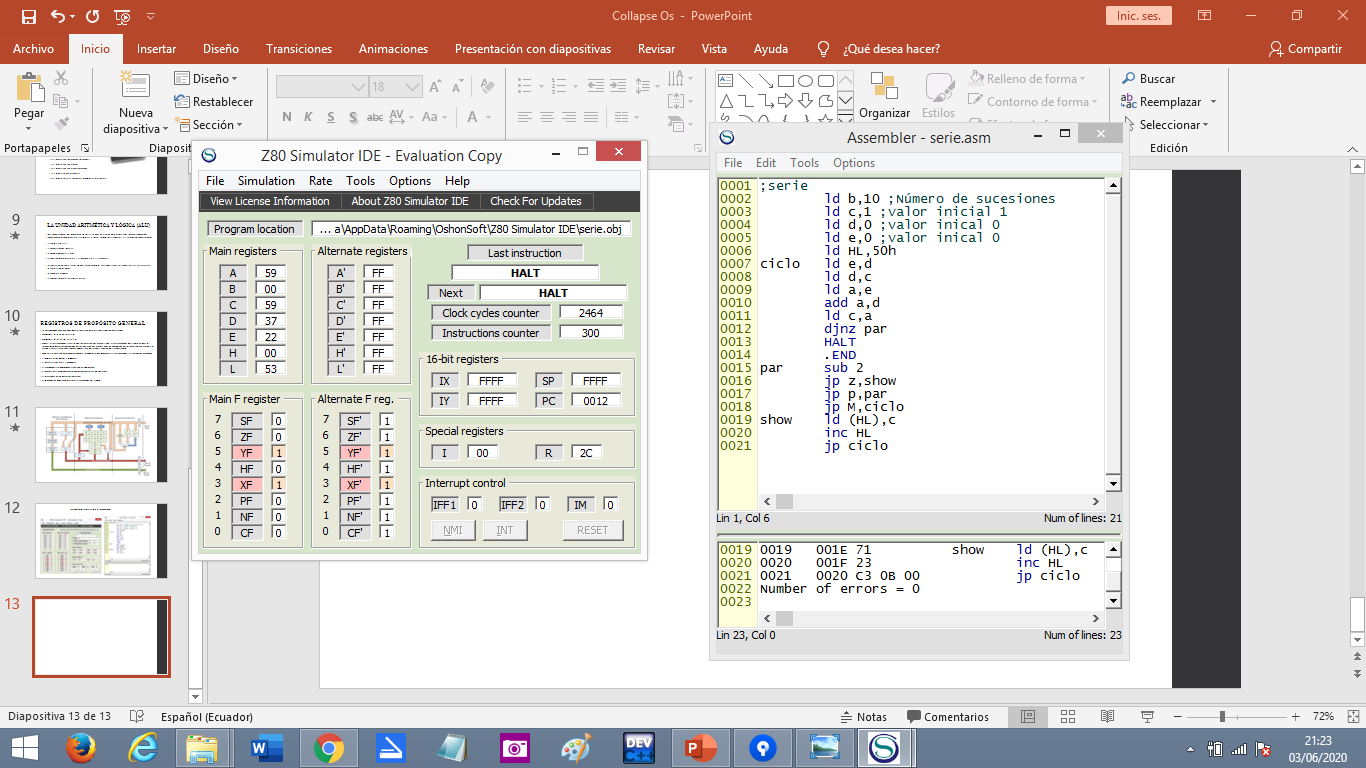 Collapse Os - PowerPoint
Inic. ses.
Archivo Inicio Insertar Diseño Transiciones Animaciones Presentación con diapositivas Revisar Vista Ayuda ¿Qué desea hacer? Compartir
Pegar
Nueva diapositiva
Diseño
Restablecer
Sección
18
N K S S abc AV Aa A
Organizar
Estilos
Relleno de forma
Contorno de forma
Buscar
Reemplazar
Seleccionar
Portapapeles
Edición
9
LA UNIDAD ARITMÉTICA Y LÓGICA (ALU)
10
REGISTROS DE PROPÓSITO GENERAL
11
12
13
Z80 Simulator IDE - Evaluation Copy
File Simulation Rate Tools Options Help
View License Information About Z80 Simulator IDE Check For Updates
Program location ... a\AppData\Roaming\OshonSoft\Z80 Simulator IDE\serie.obj
Main registers
A 59
B 00
C 59
D 37
E 22
H 00
L 53
Alternate registers
A' FF
B' FF
C' FF
D' FF
E' FF
H' FF
L' FF
Last instruction
HALT
Next HALT
Clock cycles counter 2464
Instructions counter 300
16-bit registers
IX FFFF SP FFFF
IY FFFF PC 0012
Main F register
7 SF 0
6 ZF 0
5 YF 1
4 HF 0
3 XF 1
2 PF 0
1 NF 0
0 CF 0
Alternate F reg.
7 SF' 1
6 ZF' 1
5 YF' 1
4 HF' 1
3 XF' 1
2 PF' 1
1 NF' 1
0 CF' 1
Special registers
I 00 R 2C
Interrupt control
IFF1 0 IFF2 0 IM 0
NMI INT RESET
Assembler - serie.asm
File Edit Tools Options
0001 ;serie
0002 ld b,10 ;Número de sucesiones
0003 ld c,1 ;valor inicial 1
0004 ld d,0 ;valor inical 0
0005 ld e,0 ;valor inical 0
0006 ld HL,50h
0007 ciclo ld e,d
0008 ld d,c
0009 ld a,e
0010 add a,d
0011 ld c,a
0012 djnz par
0013 HALT
0014 .END
0015 par sub 2
0016 jp z,show
0017 jp p,par
0018 jp M,ciclo
0019 show ld (HL),c
0020 inc HL
0021 jp ciclo
Lin 1, Col 6 Num of lines: 21
0019 0019 001E 71 show ld (HL),c
0020 0020 001F 23 inc HL
0021 0021 0020 C3 0B 00 jp ciclo
0022 Number of errors = 0
0023
Lin 23, Col 0 Num of lines: 23
Diapositiva 13 de 13 Español (Ecuador) Notas Comentarios 72%
DEV
21:23
03/06/2020